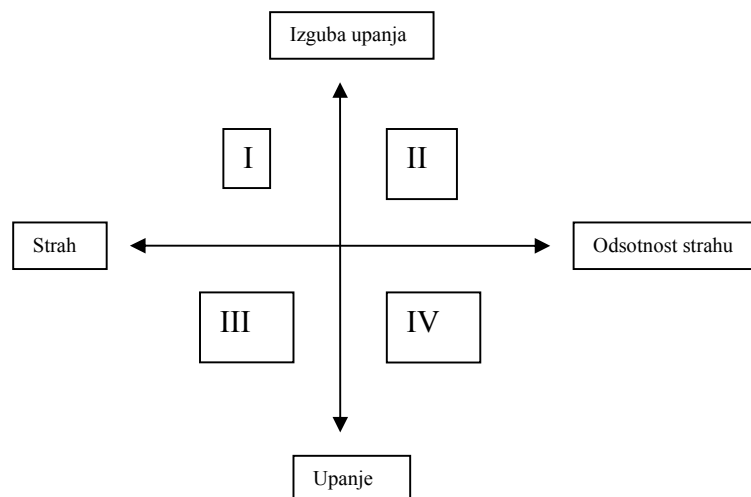 Izguba upanja
I
II
Strah
Odsotnost strahu
III
IV
Upanje